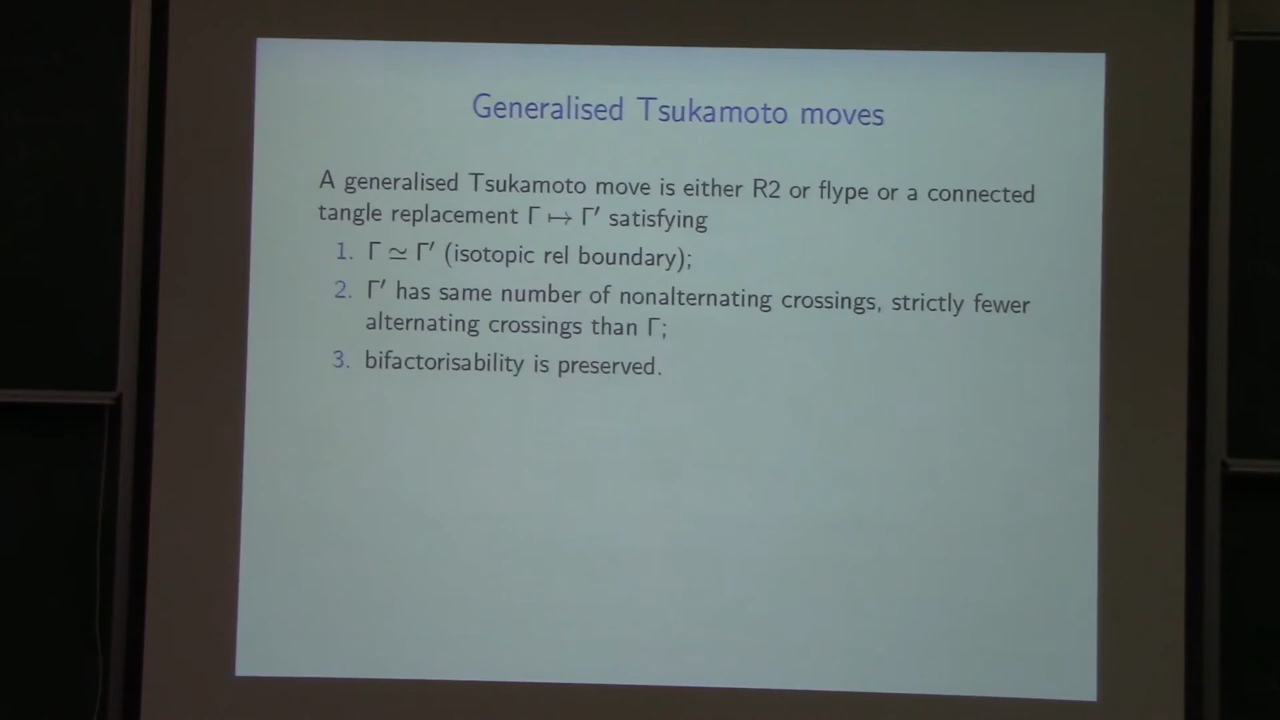 Generalised Tsukamoto moves
A generalised Tsukamoto move is either R2 or flype or a connected
tangle replacement Γ ↦ Γ′ satisfying
1. Γ ≃ Γ′ (isotopic rel boundary);
2. Γ′ has same number of nonalternating crossings, strictly fewer
alternating crossings than Γ;
3. bifactorisability is preserved.